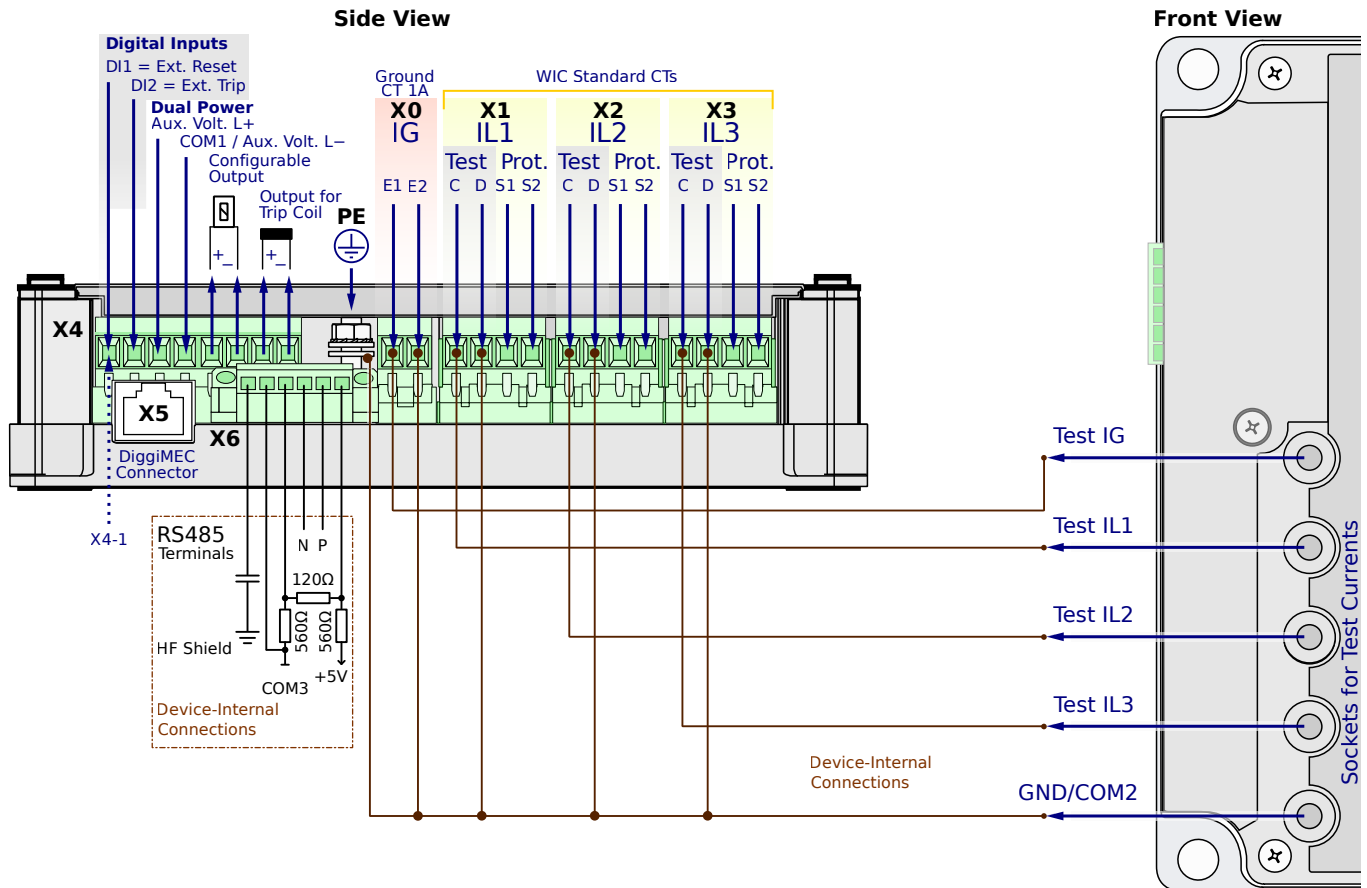 Side View
Front View
Digital Inputs
DI1 = Ext. Reset
DI2 = Ext. Trip
Dual Power
Aux. Volt. L+
COM1 / Aux. Volt. L−
Configurable
Output
+
−
Output for
Trip Coil
+
−
PE
Ground
CT 1A
X0
IG
E1 E2
WIC Standard CTs
X1
IL1
Test Prot.
C D S1 S2
X2
IL2
Test Prot.
C D S1 S2
X3
IL3
Test Prot.
C D S1 S2
X4
X5
X6
DiggiMEC
Connector
X4-1
RS485
Terminals
N P
120Ω
560Ω
560Ω
HF Shield
COM3
+5V
Device-Internal
Connections
Test IG
Test IL1
Test IL2
Test IL3
GND/COM2
Device-Internal
Connections
Sockets for Test Currents